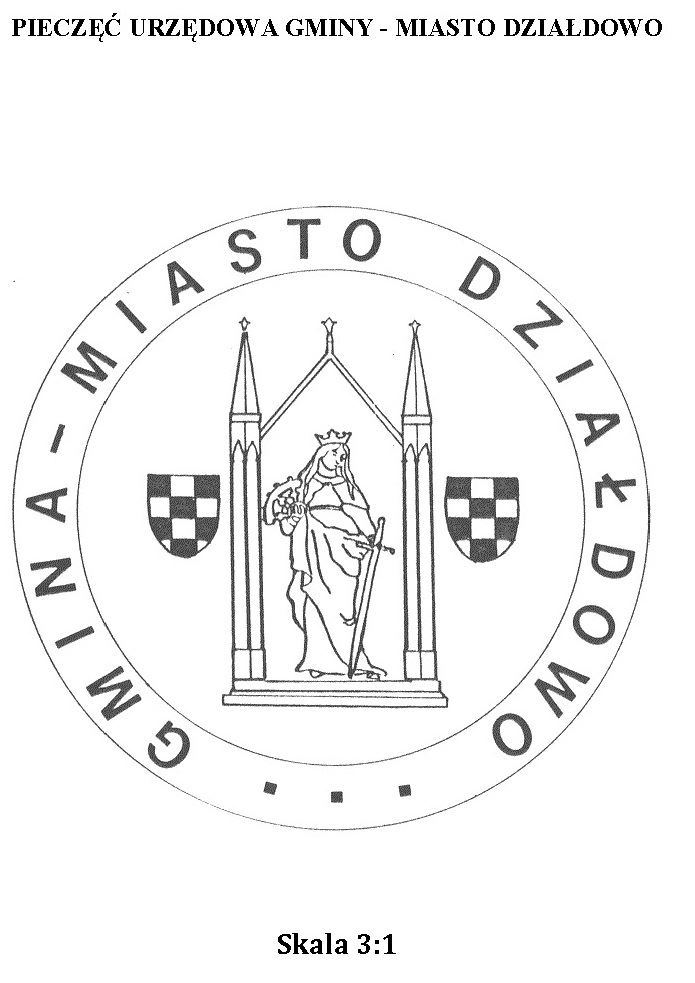 PIECZĘĆ URZĘDOWA GMINY - MIASTO DZIAŁDOWO
GMINA - MIASTO DZIAŁDOWO
Skala 3:1